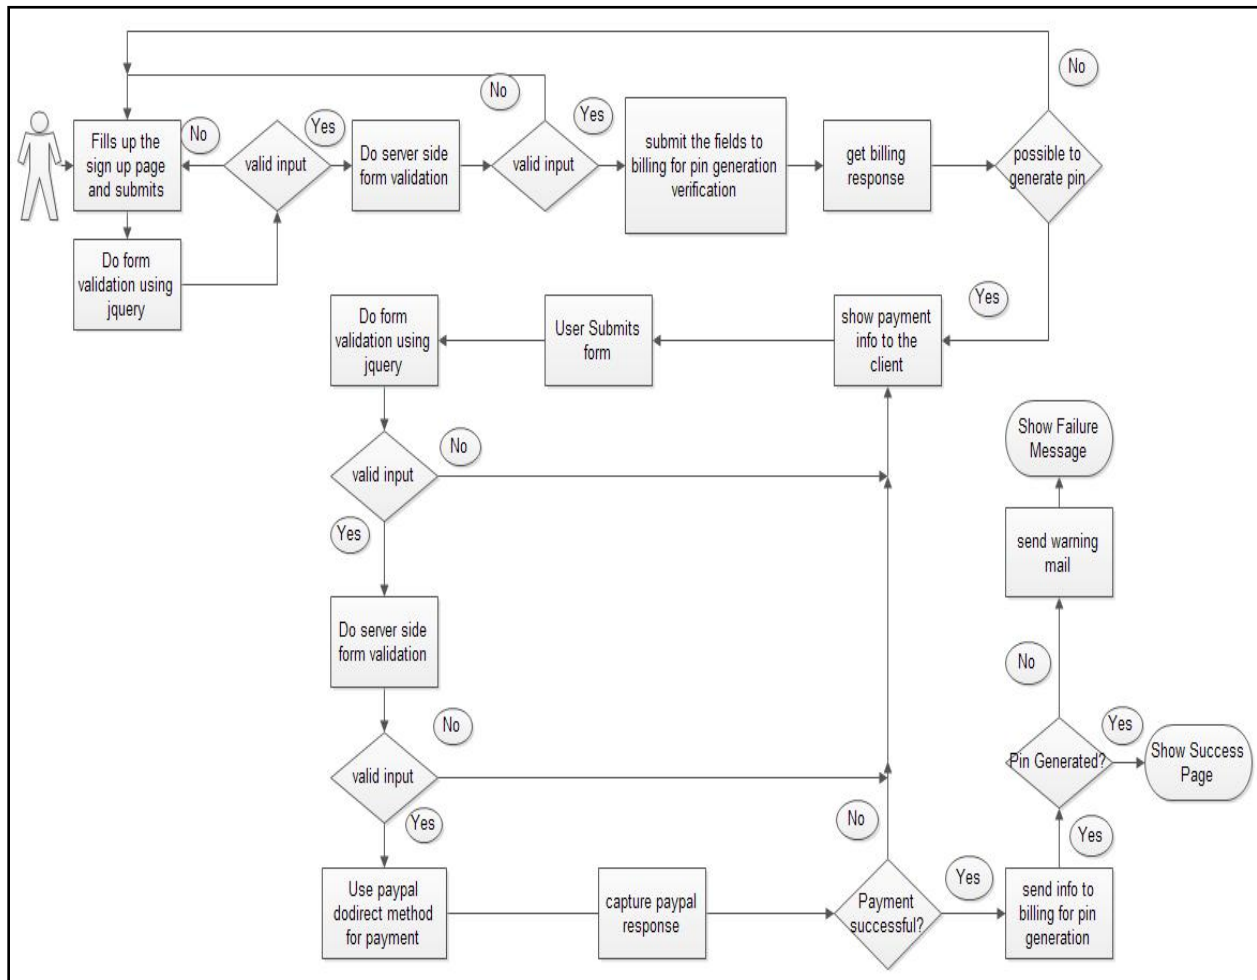 No
No
Yes
Yes
Fills up the
sign up page
and submits
No
valid input
Do server side
form validation
valid input
submit the fields to
billing for pin generation
verification
get billing
response
possible to
generate pin
Do form
validation using
jquery
Yes
Do form
validation using
jquery
User Submits
form
show payment
info to the
client
Show Failure
Message
valid input
No
Yes
send warning
mail
Do server side
form validation
No
No
valid input
Yes
Pin Generated?
Yes
Show Success
Page
No
Yes
Use paypal
dodirect method
for payment
capture paypal
response
Payment
successful?
Yes
send info to
billing for pin
generation